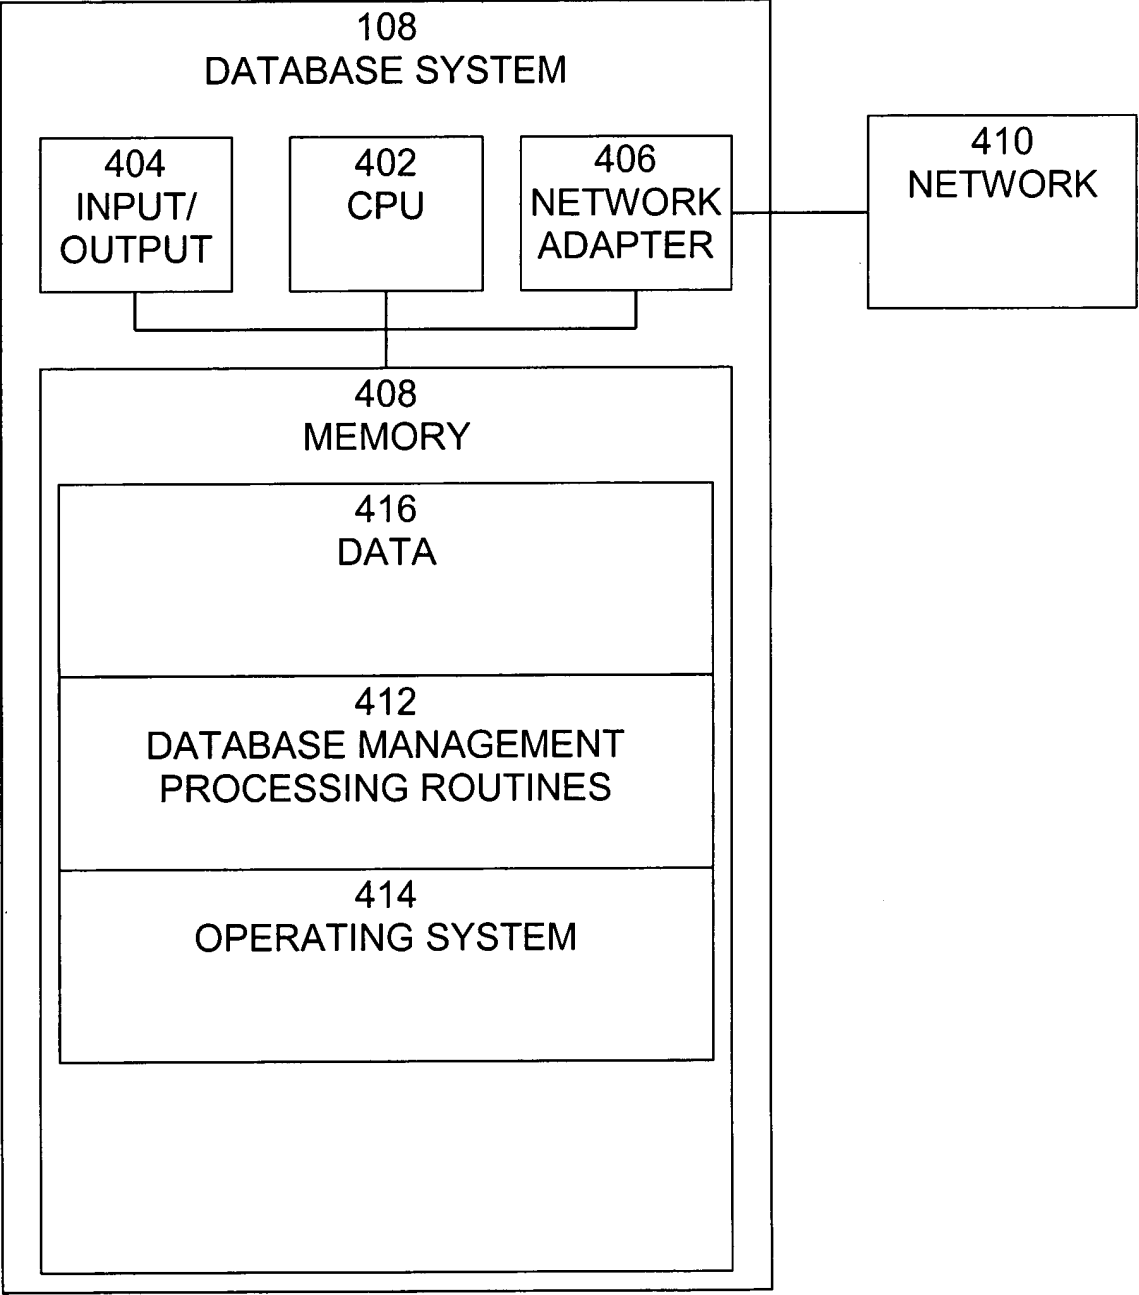 108
DATABASE SYSTEM
404
INPUT/
OUTPUT
402
CPU
406
NETWORK
ADAPTER
410
NETWORK
408
MEMORY
416
DATA
412
DATABASE MANAGEMENT
PROCESSING ROUTINES
414
OPERATING SYSTEM